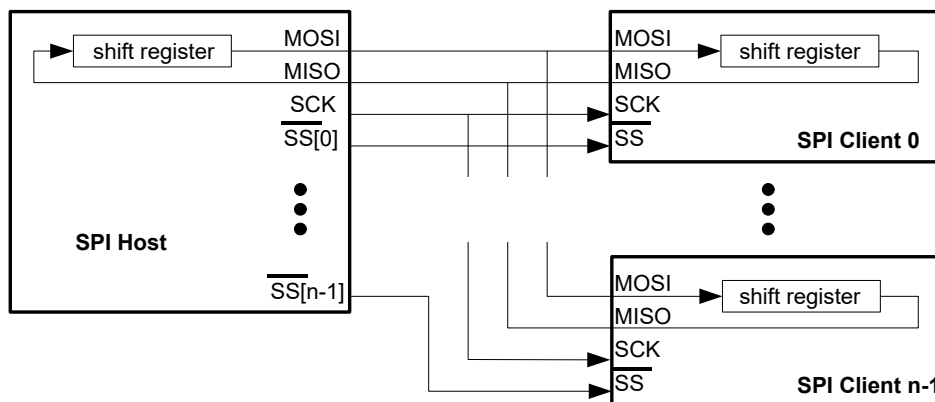 shift register
MOSI
MISO
SCK
SS[0]
SPI Host
SS[n-1]
MOSI
shift register
MISO
SCK
SS
SPI Client 0
MOSI
shift register
MISO
SCK
SS
SPI Client n-1